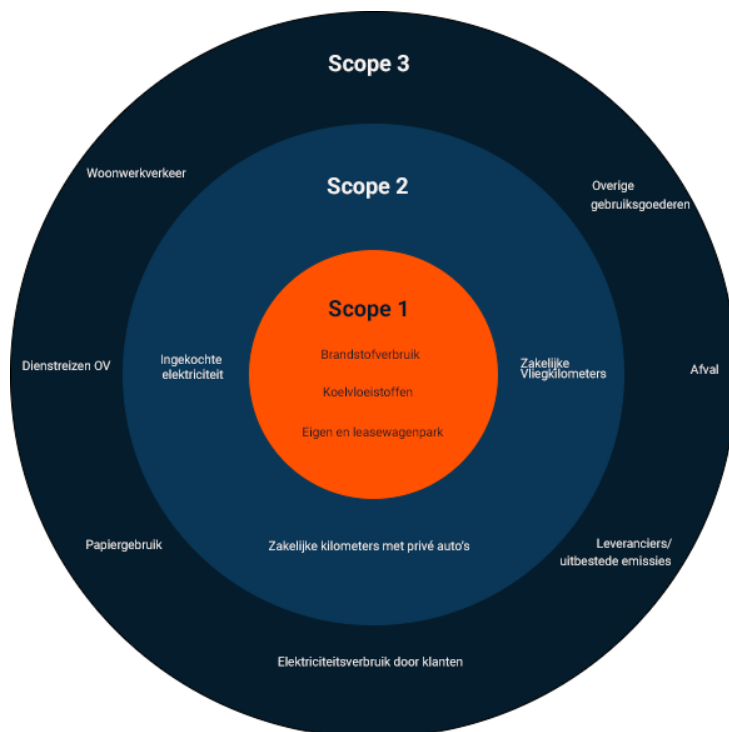 Scope 3
Woonwerkverkeer
Overige
gebruiksgoederen
Scope 2
Scope 1
Brandstofverbruik
Koelvloeistoffen
Eigen en leasewagenpark
Ingekochte
elektriciteit
Zakelijke
Vliegkilometers
Dienstreizen OV
Afval
Papiergebruik
Zakelijke kilometers met privé auto's
Leveranciers/
uitbestede emissies
Elektriciteitsverbruik door klanten